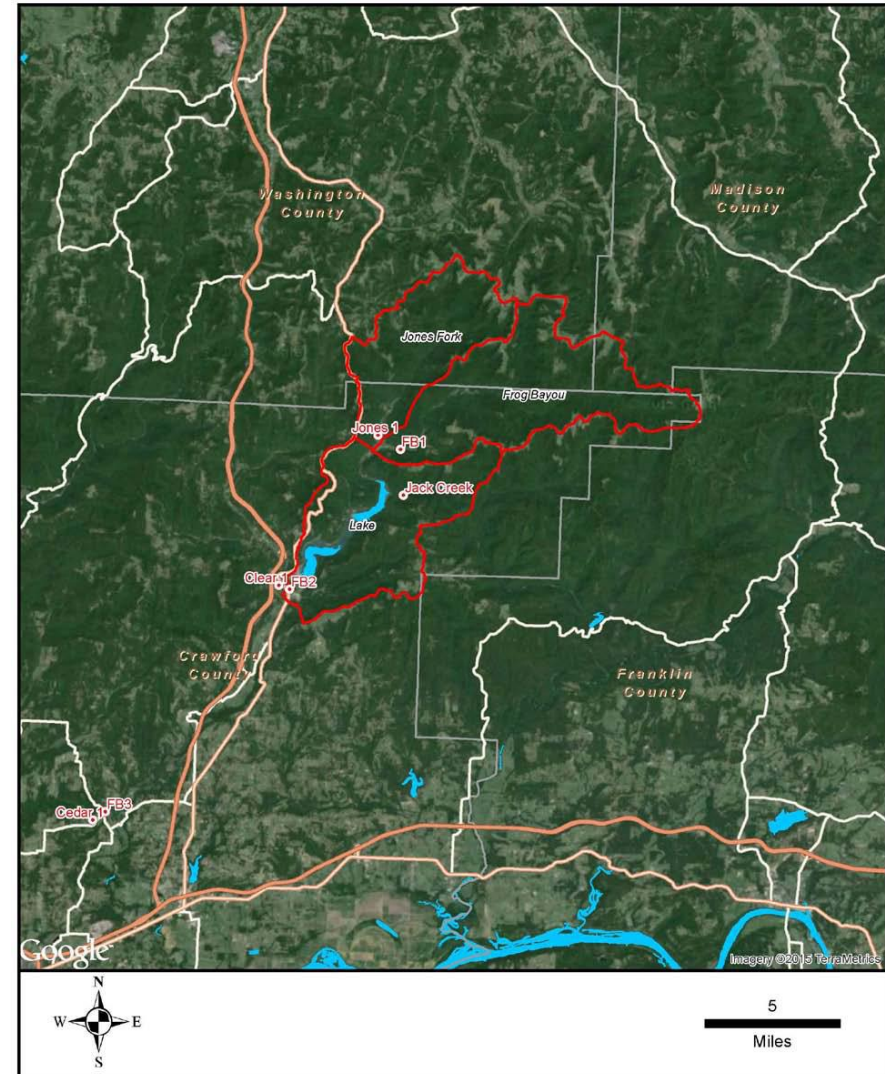 Washington
County
Madison
County
Jones Fork
Frog Bayou
Jones 1
FB1
Jack Creek
Lake
Clear 1
FB2
Crawford
County
Franklin
County
FB3
Cedar 1
Google
Imagery ©2015 TerraMetrics
N
W E
S
5
Miles